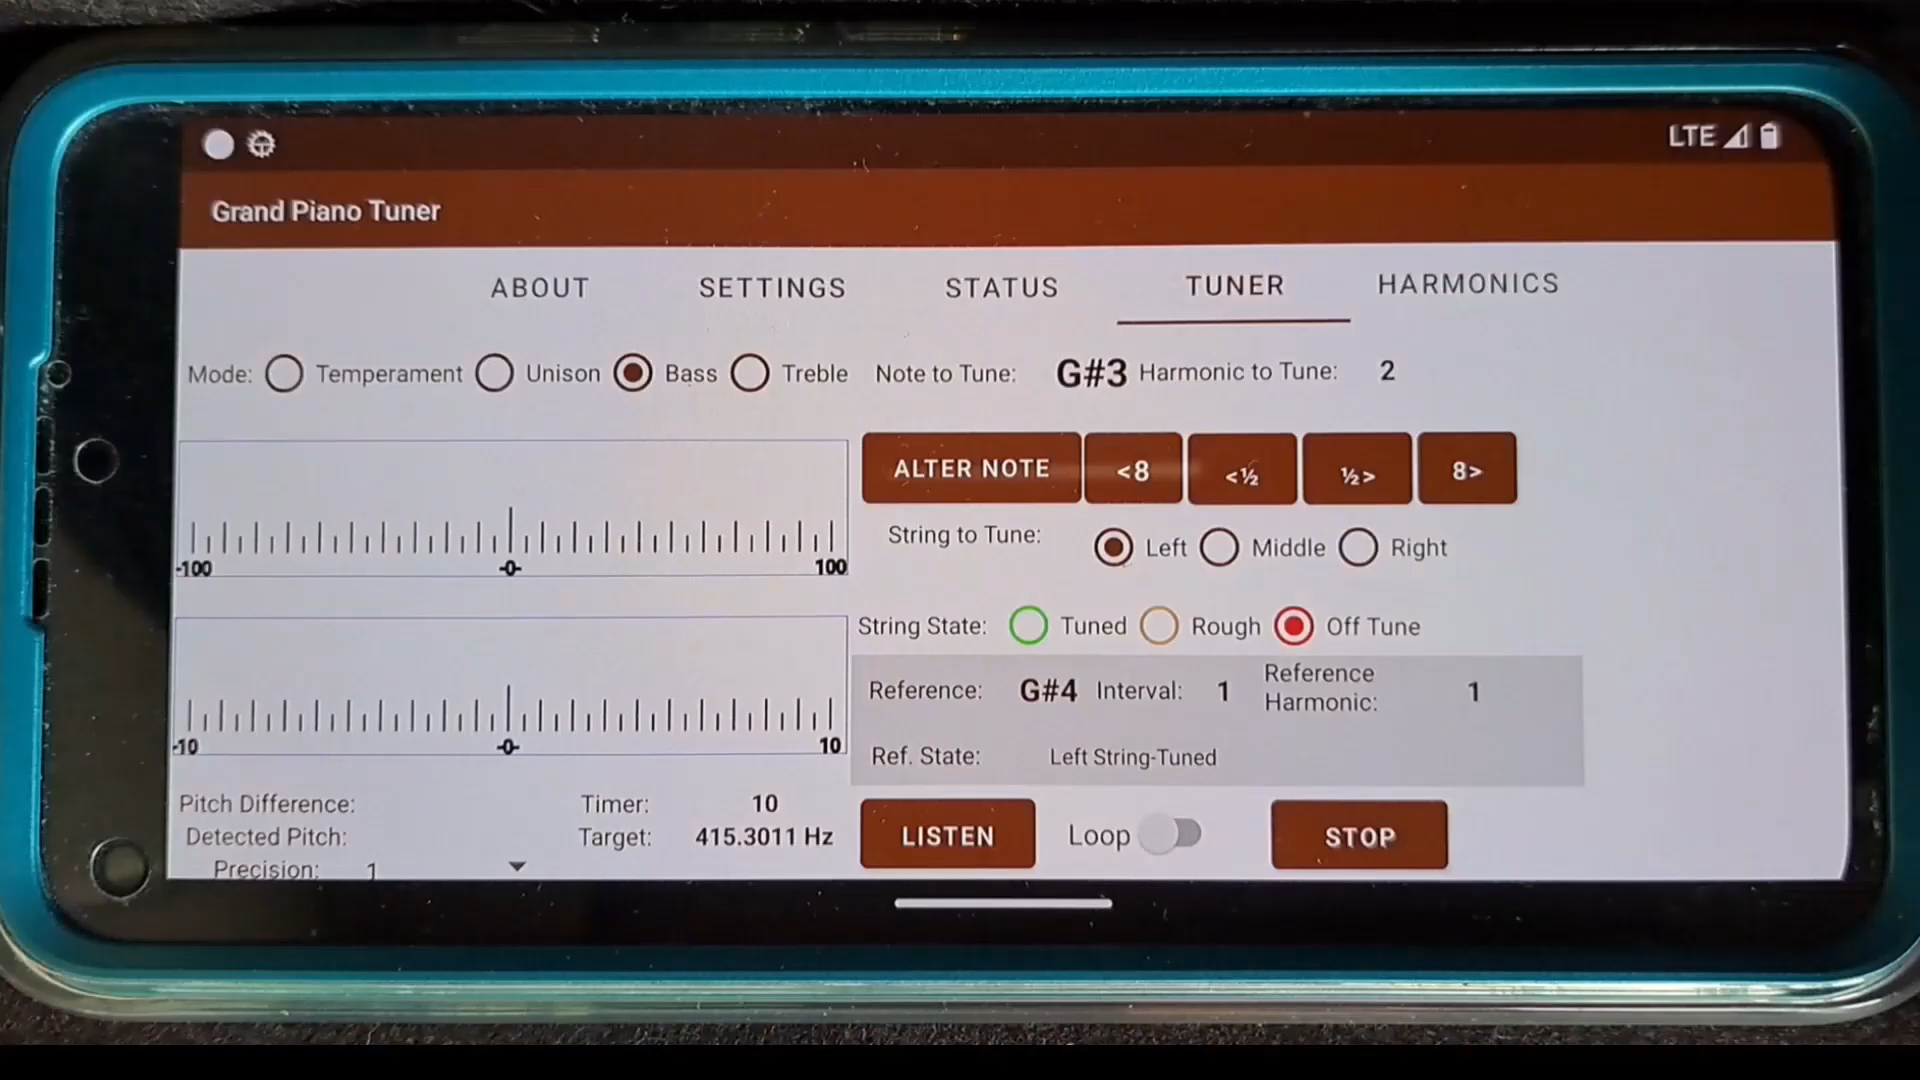 LTE
Grand Piano Tuner
ABOUT SETTINGS STATUS TUNER HARMONICS
Mode: Temperament Unison Bass Treble Note to Tune: G#3 Harmonic to Tune: 2
ALTER NOTE <8 <½ ½> 8>
String to Tune: Left Middle Right
-100 -0- 100
String State: Tuned Rough Off Tune
Reference: G#4 Interval: 1 Reference Harmonic: 1
-10 -0- 10
Ref. State: Left String-Tuned
Pitch Difference: Timer: 10
Detected Pitch: Target: 415.3011 Hz
LISTEN Loop STOP
Precision: 1